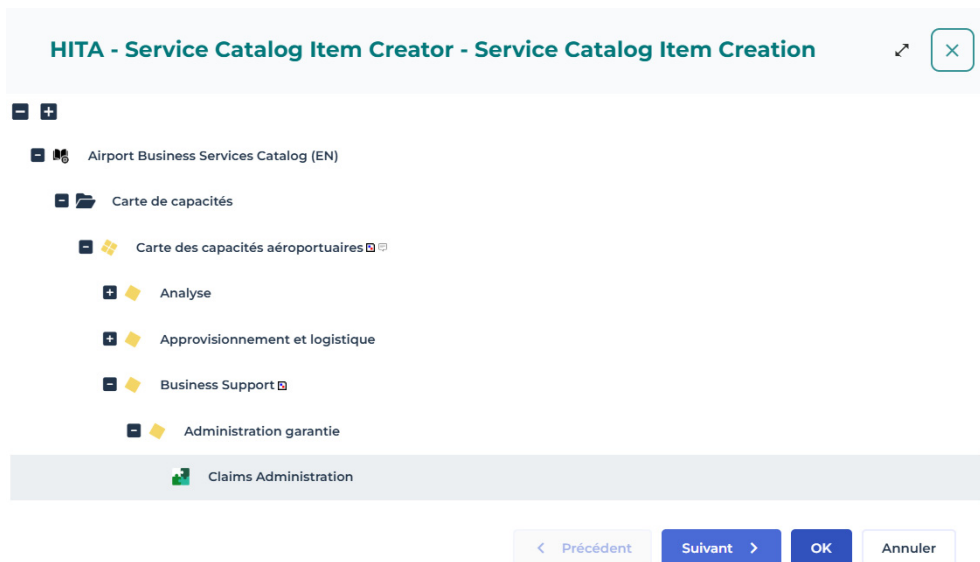 HITA - Service Catalog Item Creator - Service Catalog Item Creation
Airport Business Services Catalog (EN)
Carte de capacités
Carte des capacités aéroportuaires
Analyse
Approvisionnement et logistique
Business Support
Administration garantie
Claims Administration
Précédent Suivant OK Annuler